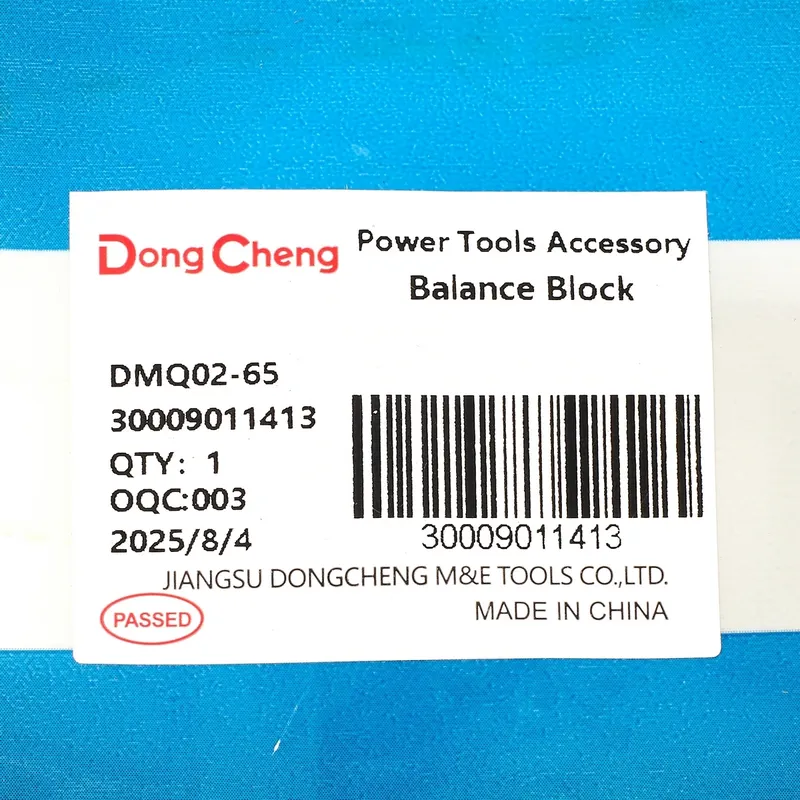 Dong Cheng
Power Tools Accessory
Balance Block
DMQ02-65
30009011413
QTY: 1
OQC:003
2025/8/4
30009011413
JIANGSU DONGCHENG M&E TOOLS CO.,LTD.
PASSED
MADE IN CHINA